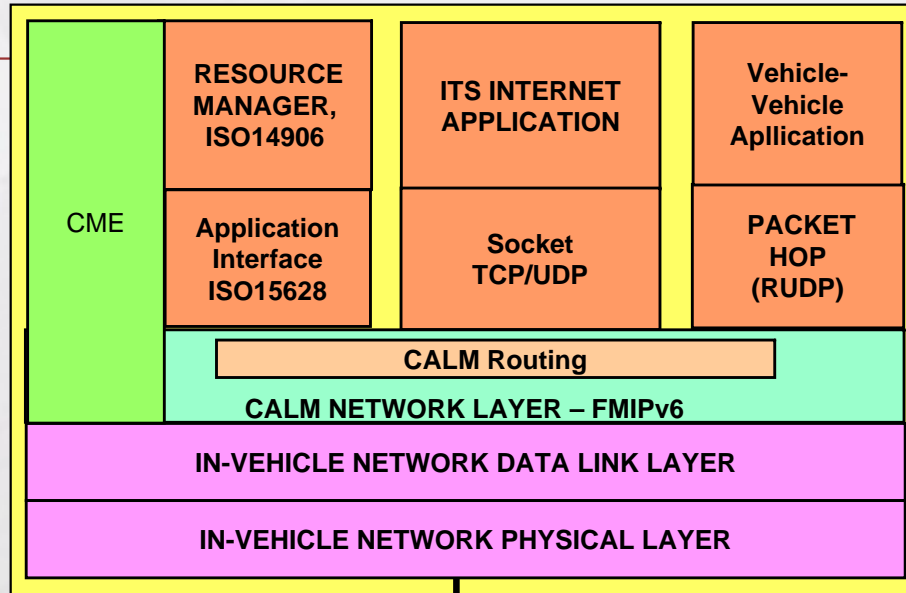 CME
RESOURCE
MANAGER,
ISO14906
ITS INTERNET
APPLICATION
Vehicle-
Vehicle
Apllication
Application
Interface
ISO15628
Socket
TCP/UDP
PACKET
HOP
(RUDP)
CALM Routing
CALM NETWORK LAYER – FMIPv6
IN-VEHICLE NETWORK DATA LINK LAYER
IN-VEHICLE NETWORK PHYSICAL LAYER